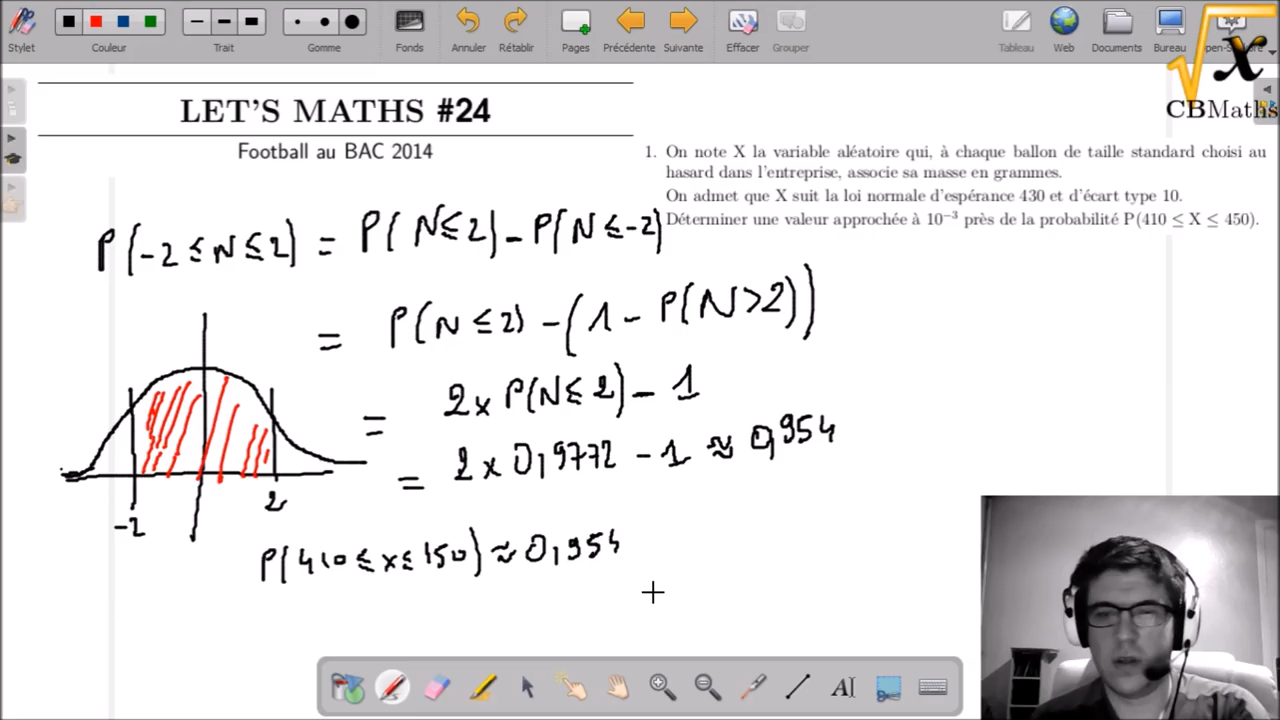 Stylet Couleur Trait Gomme Fonds Annuler Rétablir Pages Précédente Suivante Effacer Grouper Tableau Web Documents Bureau
√x
CBMaths
LET'S MATHS #24
Football au BAC 2014
1. On note X la variable aléatoire qui, à chaque ballon de taille standard choisi au
hasard dans l'entreprise, associe sa masse en grammes.
On admet que X suit la loi normale d'espérance 430 et d'écart type 10.
Déterminer une valeur approchée à 10⁻³ près de la probabilité P(410 ≤ X ≤ 450).
P(-2 ≤ N ≤ 2) = P(N ≤ 2) - P(N ≤ -2)
= P(N ≤ 2) - (1 - P(N > 2))
= 2 x P(N ≤ 2) - 1
= 2 x 0,9772 - 1 ≈ 0,954
-2 2
P(410 ≤ x ≤ 150) ≈ 0,954
AI